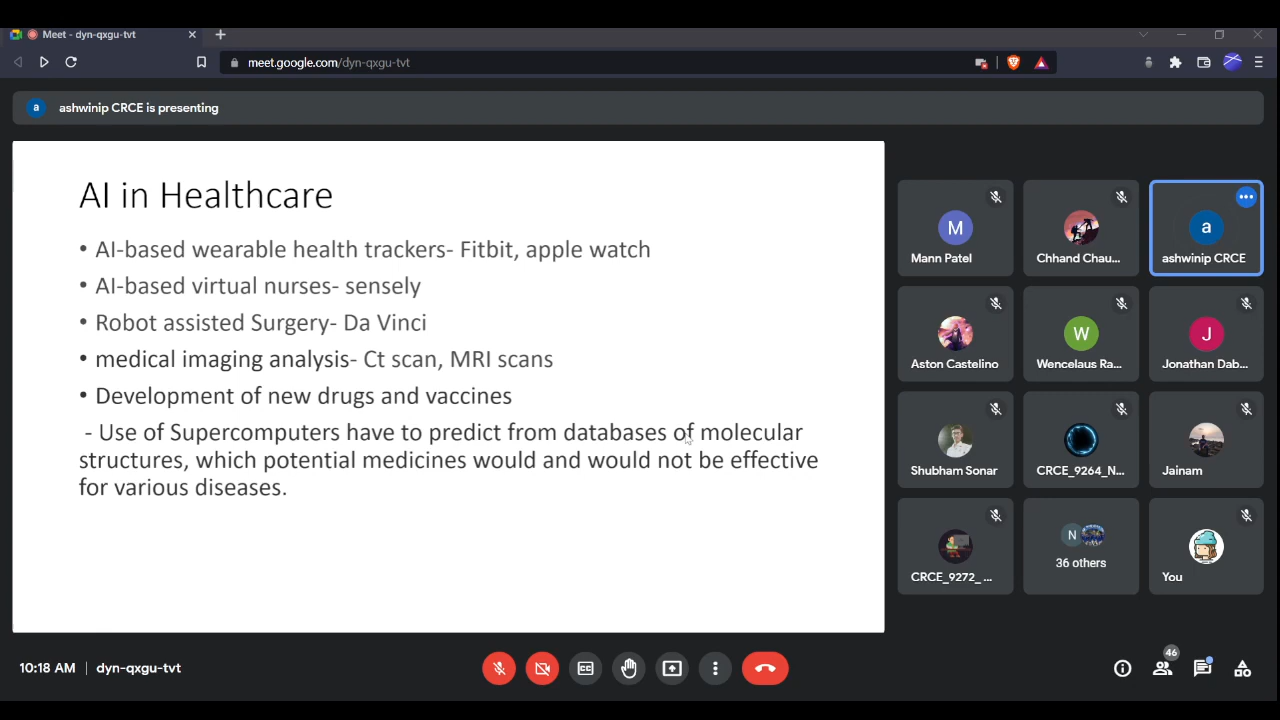 Meet - dyn-qxgu-tvt
meet.google.com/dyn-qxgu-tvt
a
ashwinip CRCE is presenting
AI in Healthcare
• AI-based wearable health trackers- Fitbit, apple watch
• AI-based virtual nurses- sensely
• Robot assisted Surgery- Da Vinci
• medical imaging analysis- Ct scan, MRI scans
• Development of new drugs and vaccines
- Use of Supercomputers have to predict from databases of molecular
structures, which potential medicines would and would not be effective
for various diseases.
M
Mann Patel
Chhand Chau...
a
ashwinip CRCE
Aston Castelino
W
Wencelaus Ra...
J
Jonathan Dab...
Shubham Sonar
CRCE_9264_N...
Jainam
CRCE_9272_ ...
N
36 others
You
10:18 AM | dyn-qxgu-tvt
CC
46